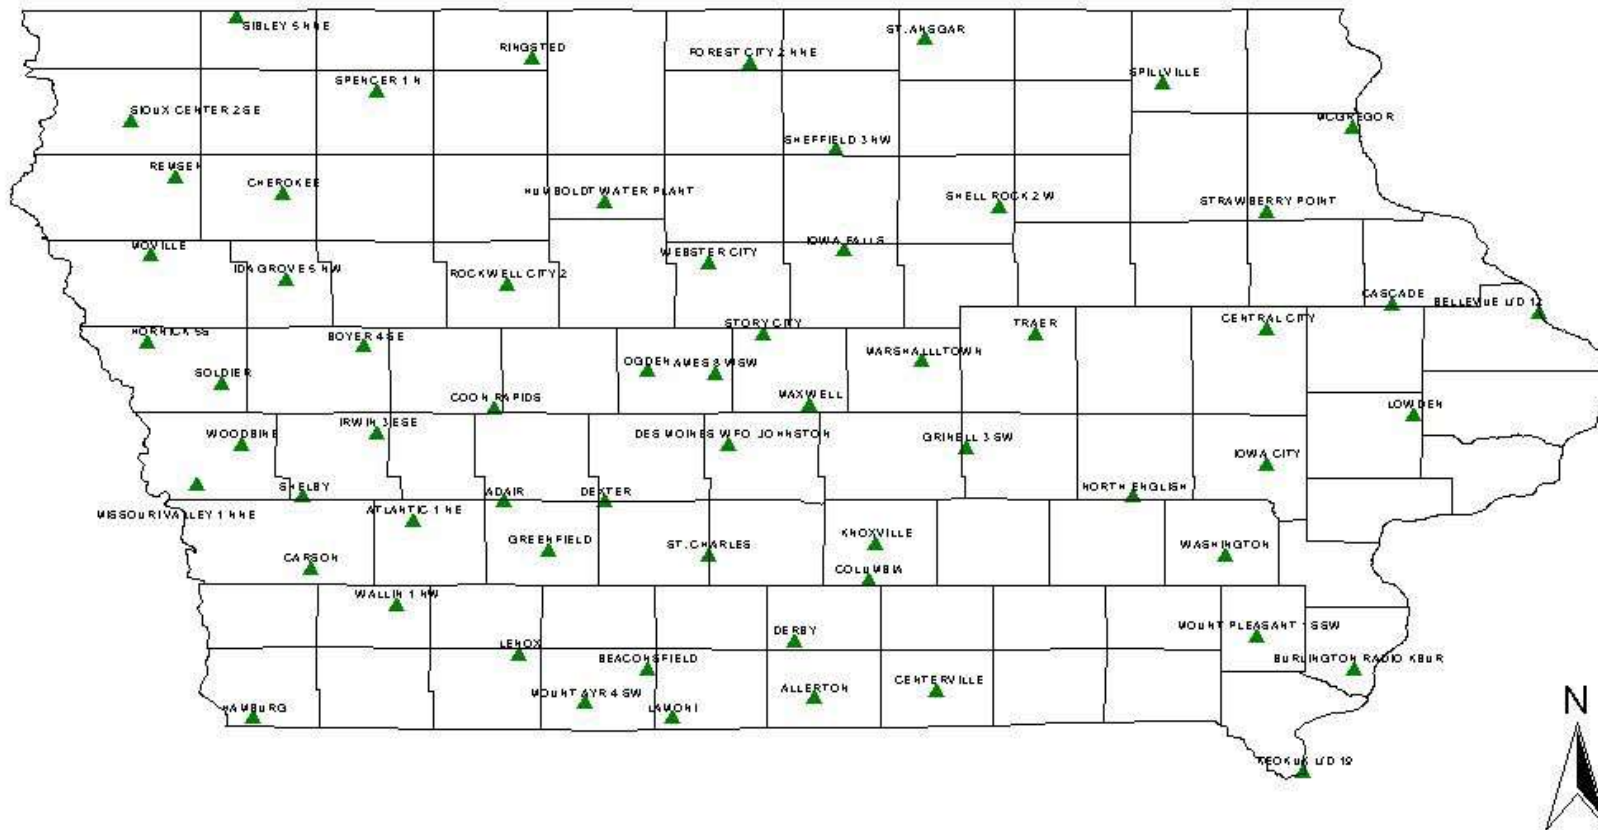 SIBLEY 5 NNE
ST. ANSGAR
RINGSTED
FOREST CITY 2 NNE
SPENCER 1 N
SPILLVILLE
SIOUX CENTER 2 SE
MCGREGOR
SHEFFIELD 3 NW
REMSEN
CHEROKEE
HUMBOLDT WATER PLANT
SHELL ROCK 2 W
STRAWBERRY POINT
MOVILLE
IOWA FALLS
WEBSTER CITY
IDA GROVE 5 NW
ROCKWELL CITY 2
CASCADE
BELLEVUE L/D 12
CENTRAL CITY
HORNICK 5S
BOYER 4 SE
STORY CITY
TRAER
MARSHALLLTOWN
OGDEN
AMES 8 WSW
SOLDIER
COON RAPIDS
MAXWELL
LOWDEN
IRWIN 3 ESE
WOODBINE
DES MOINES WFO JOHNSTON
GRINELL 3 SW
IOWA CITY
SHELBY
ADAIR
DEXTER
NORTH ENGLISH
MISSOURI VALLEY 1 NNE
ATLANTIC 1 NE
GREENFIELD
ST. CHARLES
KNOXVILLE
WASHINGTON
CARSON
COLUMBIA
WALLIN 1 NW
DERBY
MOUNT PLEASANT 1 SSW
LENOX
BEACONSFIELD
BURLINGTON RADIO KBUR
CENTERVILLE
MOUNT AYR 4 SW
ALLERTON
HAMBURG
LAMONI
N
KEOKUK L/D 19